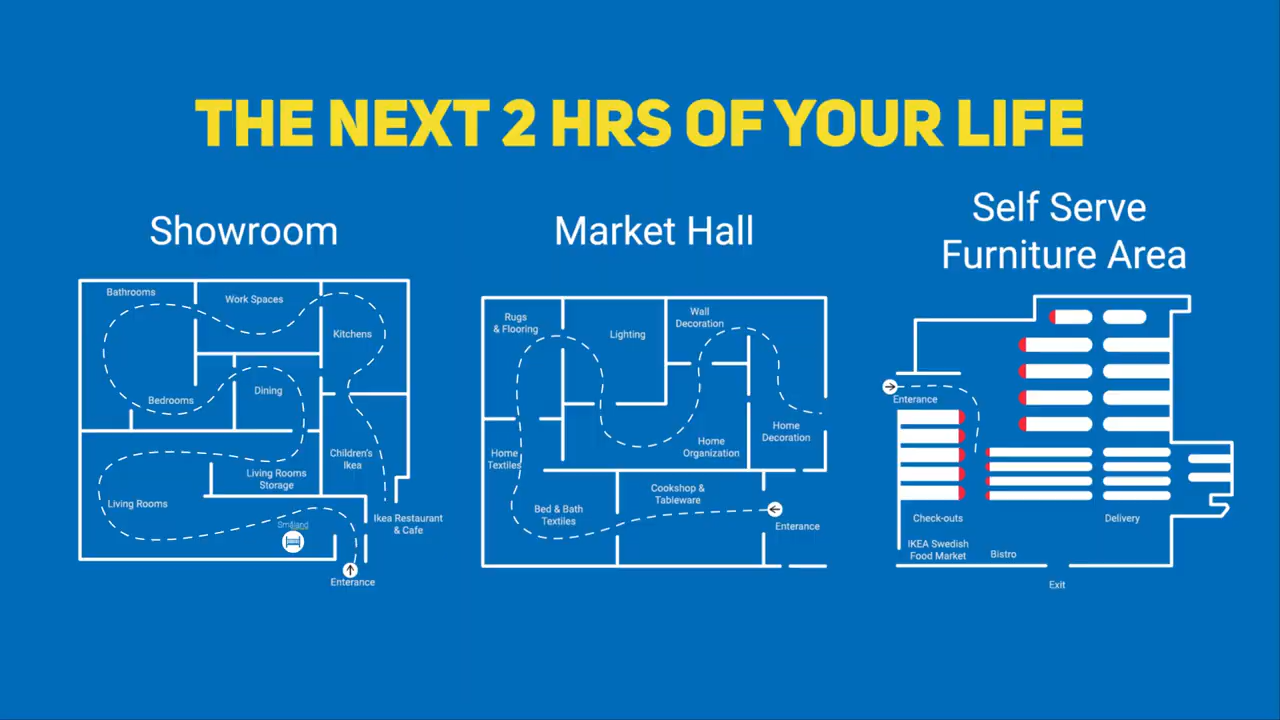 THE NEXT 2 HRS OF YOUR LIFE
Showroom
Bathrooms
Work Spaces
Kitchens
Dining
Bedrooms
Children's
Ikea
Living Rooms
Storage
Living Rooms
Småland
Ikea Restaurant
& Cafe
Enterance
Market Hall
Rugs
& Flooring
Lighting
Wall
Decoration
Home
Decoration
Home
Organization
Home
Textiles
Cookshop &
Tableware
Bed & Bath
Textiles
Enterance
Self Serve
Furniture Area
Enterance
Check-outs
Delivery
IKEA Swedish
Food Market
Bistro
Exit